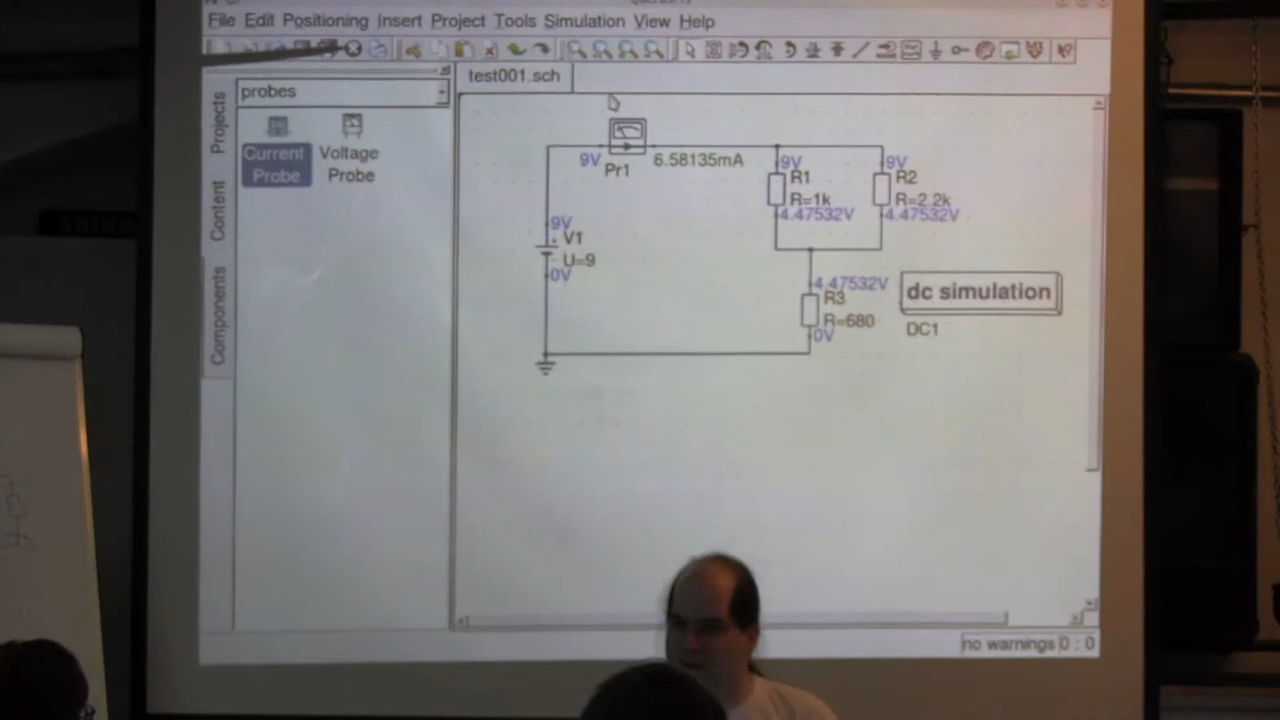 File Edit Positioning Insert Project Tools Simulation View Help
test001.sch
probes
Projects
Content
Components
Current Probe
Voltage Probe
9V
Pr1
6.58135mA
9V
R1
R=1k
4.47532V
9V
R2
R=2.2k
4.47532V
9V
V1
U=9
0V
4.47532V
R3
R=680
0V
dc simulation
DC1
no warnings 0 : 0